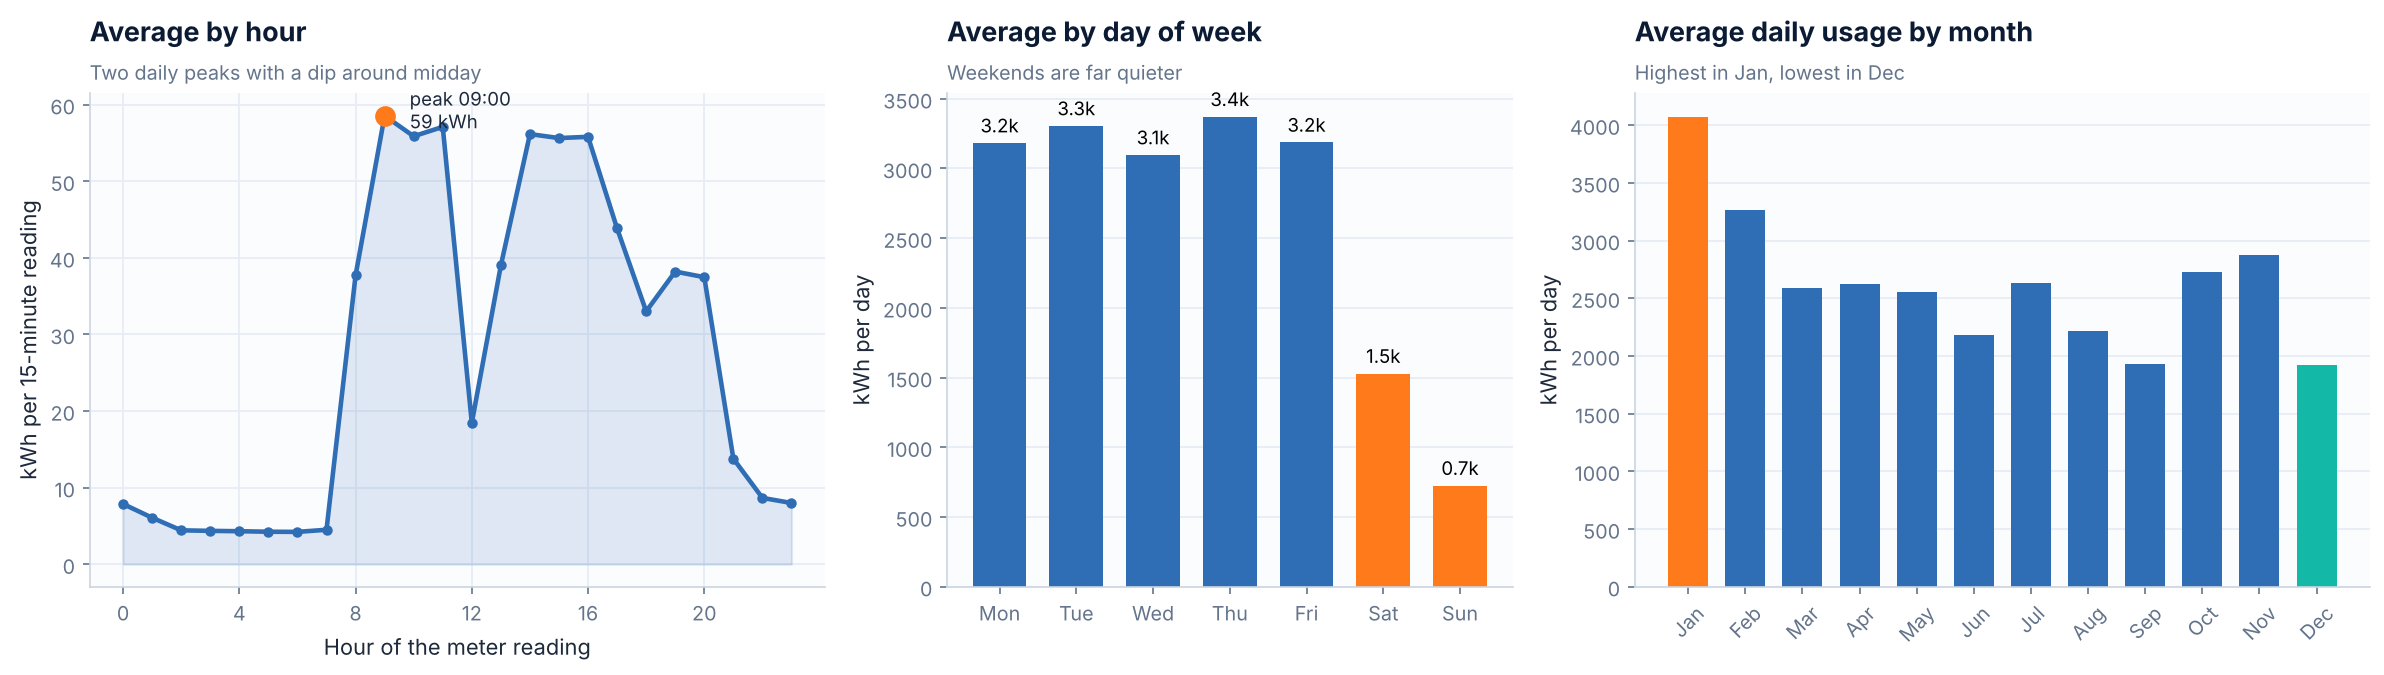 Average by hour
Two daily peaks with a dip around midday
peak 09:00
59 kWh
60
50
40
30
20
10
0
kWh per 15-minute reading
0 4 8 12 16 20
Hour of the meter reading
Average by day of week
Weekends are far quieter
3500
3000
2500
2000
1500
1000
500
0
kWh per day
3.2k 3.3k 3.1k 3.4k 3.2k 1.5k 0.7k
Mon Tue Wed Thu Fri Sat Sun
Average daily usage by month
Highest in Jan, lowest in Dec
4000
3500
3000
2500
2000
1500
1000
500
0
kWh per day
Jan Feb Mar Apr May Jun Jul Aug Sep Oct Nov Dec